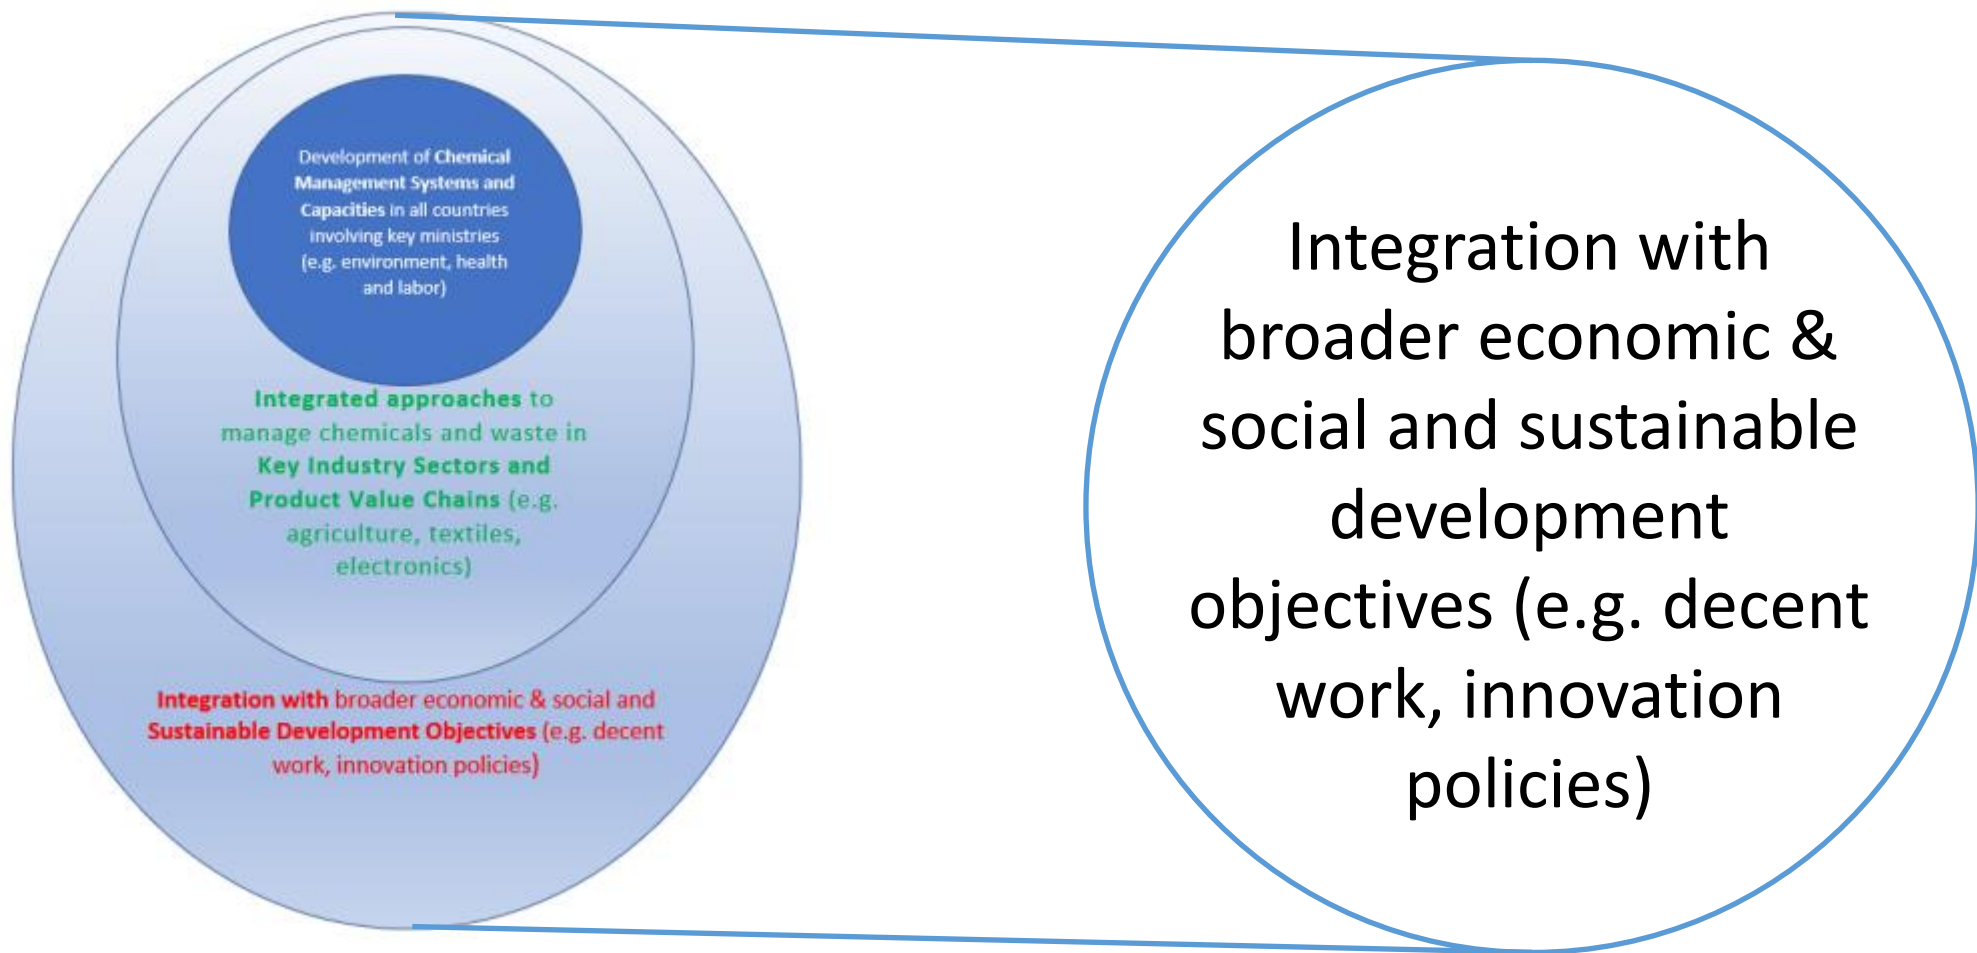 Development of Chemical
Management Systems and
Capacities in all countries
involving key ministries
(e.g. environment, health
and labor)
Integrated approaches to
manage chemicals and waste in
Key Industry Sectors and
Product Value Chains (e.g.
agriculture, textiles,
electronics)
Integration with broader economic & social and
Sustainable Development Objectives (e.g. decent
work, innovation policies)
Integration with
broader economic &
social and sustainable
development
objectives (e.g. decent
work, innovation
policies)